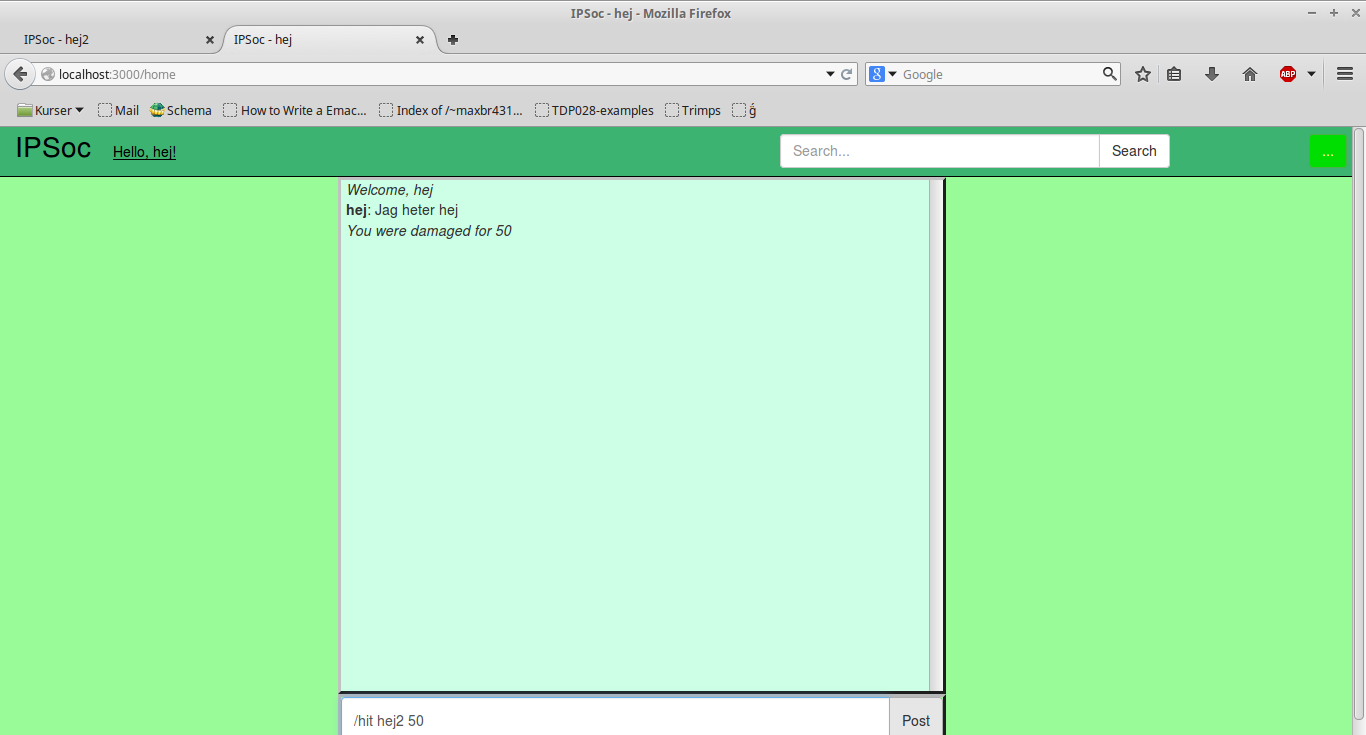 IPSoc - hej - Mozilla Firefox
IPSoc - hej2
IPSoc - hej
localhost:3000/home
8 Google
ABP
Kurser Mail Schema How to Write a Emac... Index of /~maxbr431... TDP028-examples Trimps ǵ
IPSoc Hello, hej! Search... Search ...
Welcome, hej
hej: Jag heter hej
You were damaged for 50
/hit hej2 50 Post